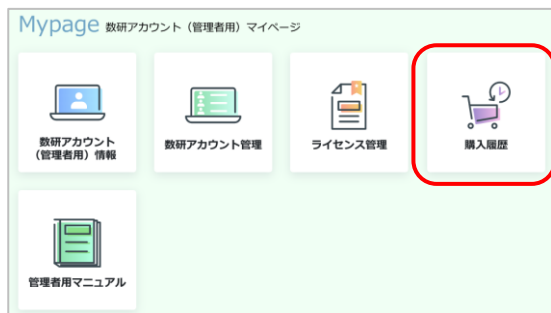 Mypage 数研アカウント（管理者用）マイページ
数研アカウント
（管理者用）情報
数研アカウント管理
ライセンス管理
購入履歴
管理者用マニュアル